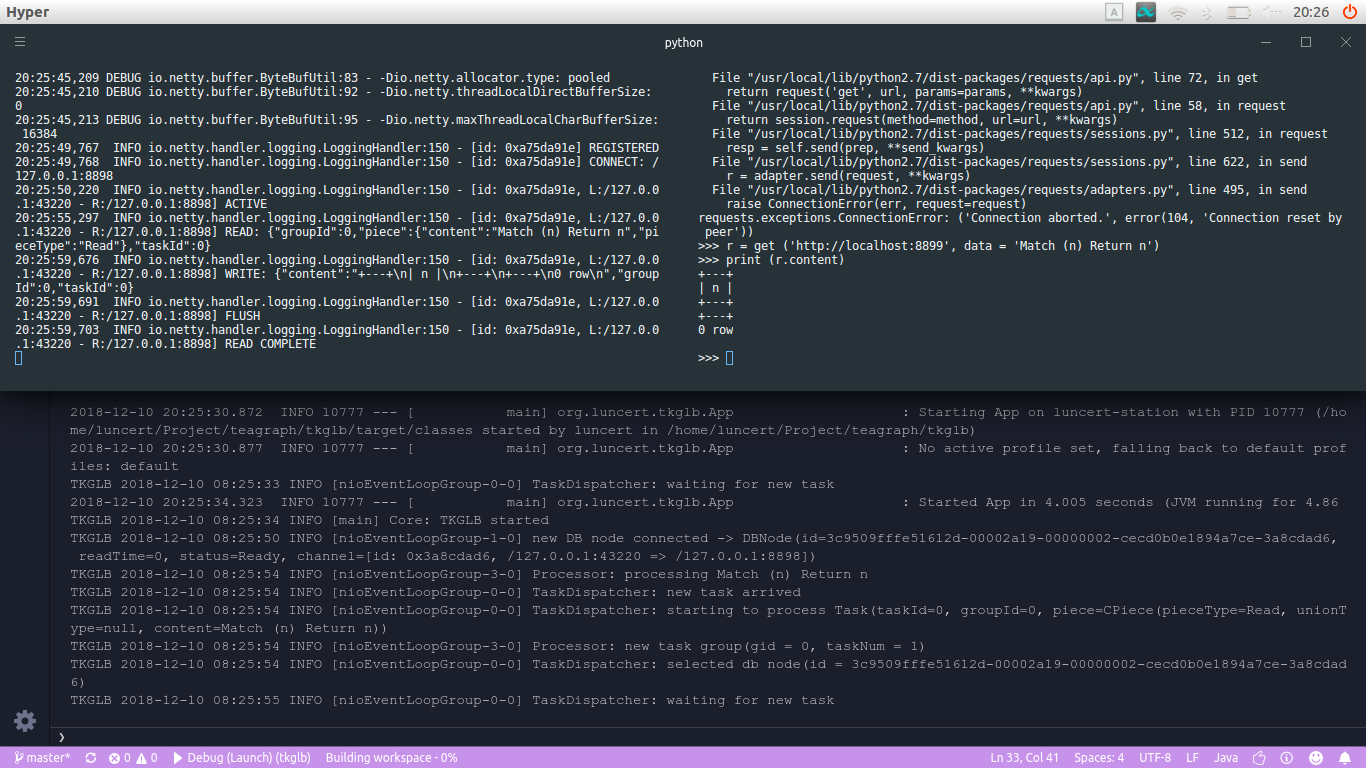 Hyper
A
20:26
python
20:25:45,209 DEBUG io.netty.buffer.ByteBufUtil:83 - -Dio.netty.allocator.type: pooled
20:25:45,210 DEBUG io.netty.buffer.ByteBufUtil:92 - -Dio.netty.threadLocalDirectBufferSize:
0
20:25:45,213 DEBUG io.netty.buffer.ByteBufUtil:95 - -Dio.netty.maxThreadLocalCharBufferSize:
16384
20:25:49,767  INFO io.netty.handler.logging.LoggingHandler:150 - [id: 0xa75da91e] REGISTERED
20:25:49,768  INFO io.netty.handler.logging.LoggingHandler:150 - [id: 0xa75da91e] CONNECT: /
127.0.0.1:8898
20:25:50,220  INFO io.netty.handler.logging.LoggingHandler:150 - [id: 0xa75da91e, L:/127.0.0
.1:43220 - R:/127.0.0.1:8898] ACTIVE
20:25:55,297  INFO io.netty.handler.logging.LoggingHandler:150 - [id: 0xa75da91e, L:/127.0.0
.1:43220 - R:/127.0.0.1:8898] READ: {"groupId":0,"piece":{"content":"Match (n) Return n","pi
eceType":"Read"},"taskId":0}
20:25:59,676  INFO io.netty.handler.logging.LoggingHandler:150 - [id: 0xa75da91e, L:/127.0.0
.1:43220 - R:/127.0.0.1:8898] WRITE: {"content":"+---+\n| n |\n+---+\n+---+\n0 row\n","group
Id":0,"taskId":0}
20:25:59,691  INFO io.netty.handler.logging.LoggingHandler:150 - [id: 0xa75da91e, L:/127.0.0
.1:43220 - R:/127.0.0.1:8898] FLUSH
20:25:59,703  INFO io.netty.handler.logging.LoggingHandler:150 - [id: 0xa75da91e, L:/127.0.0
.1:43220 - R:/127.0.0.1:8898] READ COMPLETE
File "/usr/local/lib/python2.7/dist-packages/requests/api.py", line 72, in get
return request('get', url, params=params, **kwargs)
File "/usr/local/lib/python2.7/dist-packages/requests/api.py", line 58, in request
return session.request(method=method, url=url, **kwargs)
File "/usr/local/lib/python2.7/dist-packages/requests/sessions.py", line 512, in request
resp = self.send(prep, **send_kwargs)
File "/usr/local/lib/python2.7/dist-packages/requests/sessions.py", line 622, in send
r = adapter.send(request, **kwargs)
File "/usr/local/lib/python2.7/dist-packages/requests/adapters.py", line 495, in send
raise ConnectionError(err, request=request)
requests.exceptions.ConnectionError: ('Connection aborted.', error(104, 'Connection reset by
peer'))
>>> r = get ('http://localhost:8899', data = 'Match (n) Return n')
>>> print (r.content)
+---+
| n |
+---+
+---+
0 row
>>>
2018-12-10 20:25:30.872  INFO 10777 --- [           main] org.luncert.tkglb.App                    : Starting App on luncert-station with PID 10777 (/ho
me/luncert/Project/teagraph/tkglb/target/classes started by luncert in /home/luncert/Project/teagraph/tkglb)
2018-12-10 20:25:30.877  INFO 10777 --- [           main] org.luncert.tkglb.App                    : No active profile set, falling back to default prof
iles: default
TKGLB 2018-12-10 08:25:33 INFO [nioEventLoopGroup-0-0] TaskDispatcher: waiting for new task
2018-12-10 20:25:34.323  INFO 10777 --- [           main] org.luncert.tkglb.App                    : Started App in 4.005 seconds (JVM running for 4.86
TKGLB 2018-12-10 08:25:34 INFO [main] Core: TKGLB started
TKGLB 2018-12-10 08:25:50 INFO [nioEventLoopGroup-1-0] new DB node connected -> DBNode(id=3c9509fffe51612d-00002a19-00000002-cecd0b0e1894a7ce-3a8cdad6,
readTime=0, status=Ready, channel=[id: 0x3a8cdad6, /127.0.0.1:43220 => /127.0.0.1:8898])
TKGLB 2018-12-10 08:25:54 INFO [nioEventLoopGroup-3-0] Processor: processing Match (n) Return n
TKGLB 2018-12-10 08:25:54 INFO [nioEventLoopGroup-0-0] TaskDispatcher: new task arrived
TKGLB 2018-12-10 08:25:54 INFO [nioEventLoopGroup-0-0] TaskDispatcher: starting to process Task(taskId=0, groupId=0, piece=CPiece(pieceType=Read, unionT
ype=null, content=Match (n) Return n))
TKGLB 2018-12-10 08:25:54 INFO [nioEventLoopGroup-3-0] Processor: new task group(gid = 0, taskNum = 1)
TKGLB 2018-12-10 08:25:54 INFO [nioEventLoopGroup-0-0] TaskDispatcher: selected db node(id = 3c9509fffe51612d-00002a19-00000002-cecd0b0e1894a7ce-3a8cdad
6)
TKGLB 2018-12-10 08:25:55 INFO [nioEventLoopGroup-0-0] TaskDispatcher: waiting for new task
❯
master* 0 0 Debug (Launch) (tkglb) Building workspace - 0% Ln 33, Col 41 Spaces: 4 UTF-8 LF Java